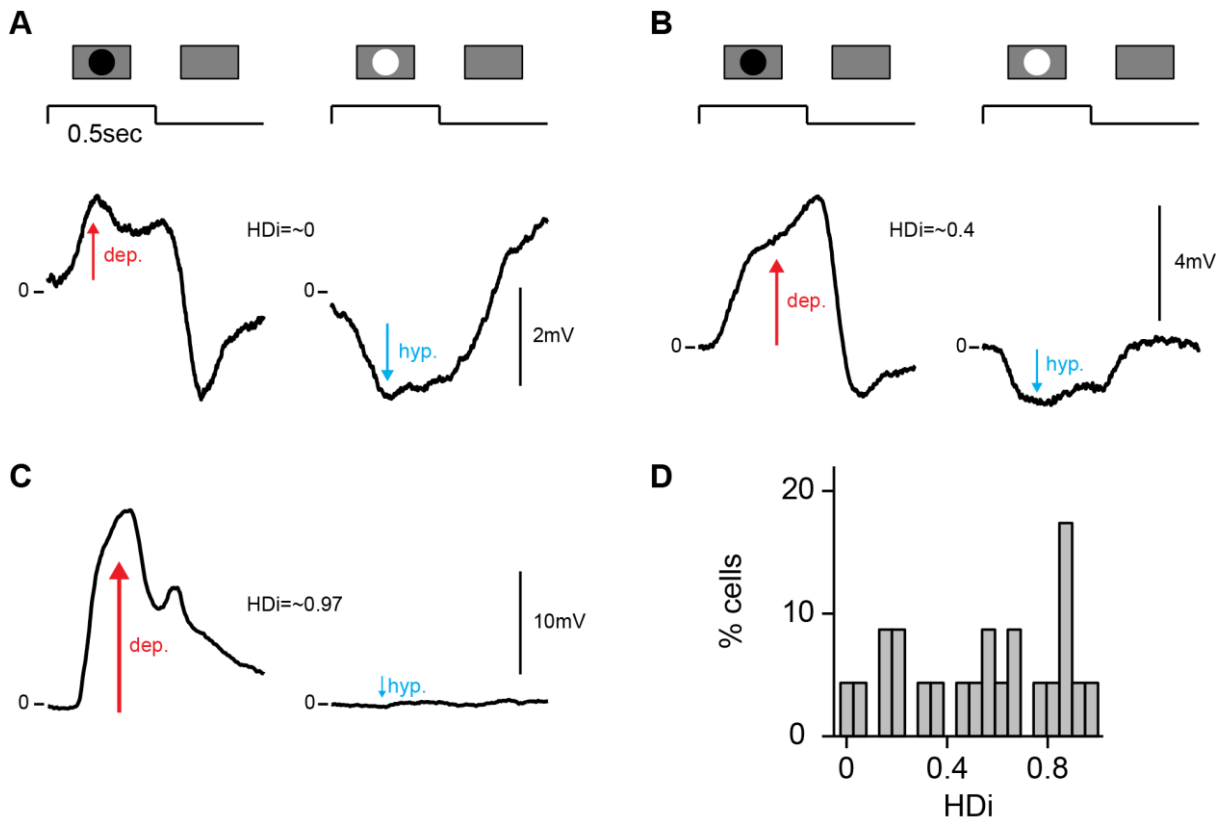 A
B
0.5sec
HDi=~0
dep.
0
0
hyp.
2mV
HDi=~0.4
dep.
0
0
hyp.
4mV
C
D
HDi=~0.97
dep.
0
0
hyp.
10mV
20
10
0
% cells
0 0.4 0.8
HDi